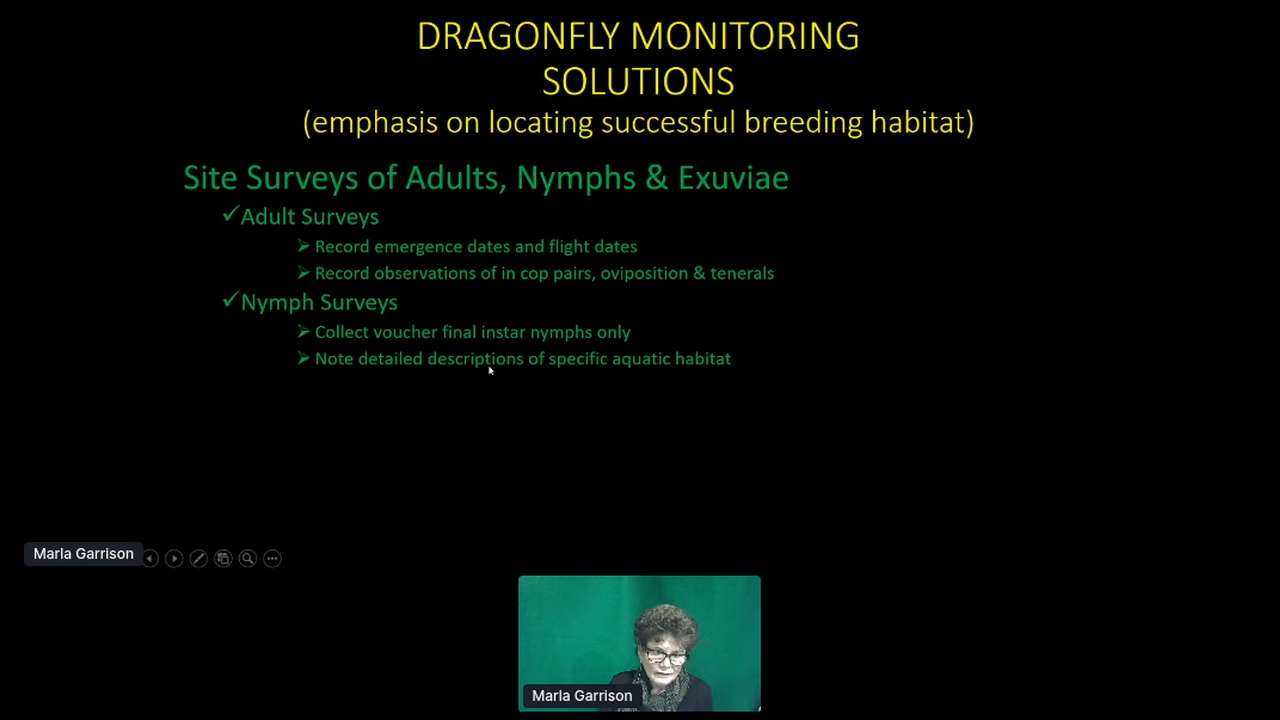 DRAGONFLY MONITORING
SOLUTIONS
(emphasis on locating successful breeding habitat)
Site Surveys of Adults, Nymphs & Exuviae
✓Adult Surveys
➢ Record emergence dates and flight dates
➢ Record observations of in cop pairs, oviposition & tenerals
✓Nymph Surveys
➢ Collect voucher final instar nymphs only
➢ Note detailed descriptions of specific aquatic habitat
Marla Garrison
Marla Garrison